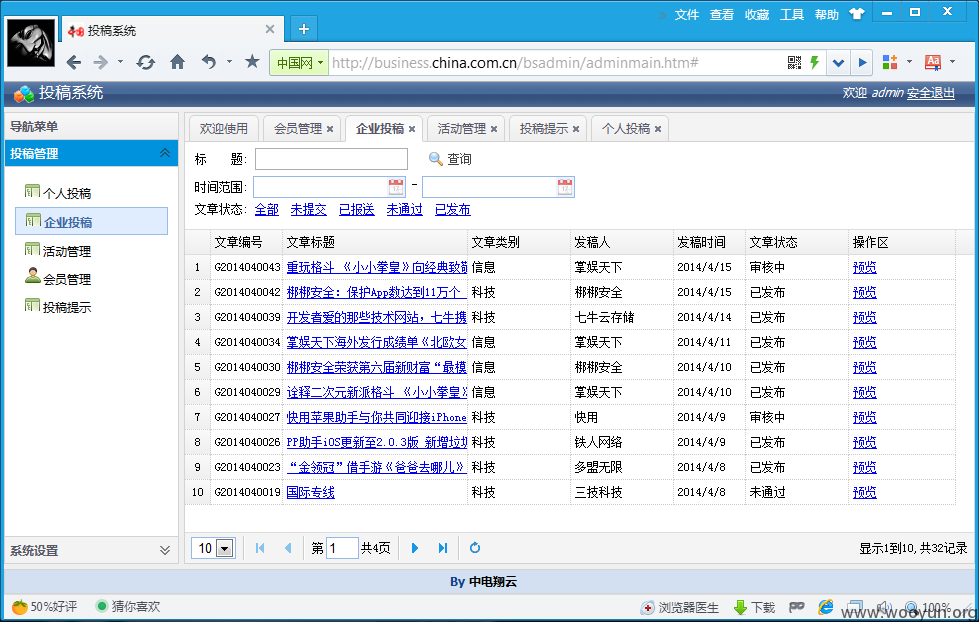 文件 查看 收藏 工具 帮助
投稿系统
中国网 http://business.china.com.cn/bsadmin/adminmain.htm#
投稿系统 欢迎 admin 安全退出
导航菜单
投稿管理
个人投稿
企业投稿
活动管理
会员管理
投稿提示
系统设置
欢迎使用 会员管理 企业投稿 活动管理 投稿提示 个人投稿
标 题: 查询
时间范围: -
文章状态: 全部 未提交 已报送 未通过 已发布
文章编号 文章标题 文章类别 发稿人 发稿时间 文章状态 操作区
1 G2014040043 重玩格斗 《小小拳皇》向经典致 信息 掌娱天下 2014/4/15 审核中 预览
2 G2014040042 梆梆安全: 保护App数达到11万个 科技 梆梆安全 2014/4/15 已发布 预览
3 G2014040039 开发者爱的那些技术网站, 七牛携 科技 七牛云存储 2014/4/14 已发布 预览
4 G2014040034 掌娱天下海外发行成绩单《北欧女 信息 掌娱天下 2014/4/11 已发布 预览
5 G2014040030 梆梆安全荣获第六届新财富“最模 信息 梆梆安全 2014/4/10 已发布 预览
6 G2014040029 诠释二次元新派格斗 《小小拳皇》 信息 掌娱天下 2014/4/10 已发布 预览
7 G2014040027 快用苹果助手与你共同迎接iPhone 科技 快用 2014/4/9 审核中 预览
8 G2014040026 PP助手iOS更新至2.0.3版 新增垃圾 科技 铁人网络 2014/4/9 已发布 预览
9 G2014040023 “金领冠”借手游《爸爸去哪儿》 科技 多盟无限 2014/4/8 已发布 预览
10 G2014040019 国际专线 科技 三技科技 2014/4/8 未通过 预览
10 第 1 共4页 显示1到10, 共32记录
By 中电翔云
50%好评 猜你喜欢 浏览器医生 下载 100%
www.wooyun.org